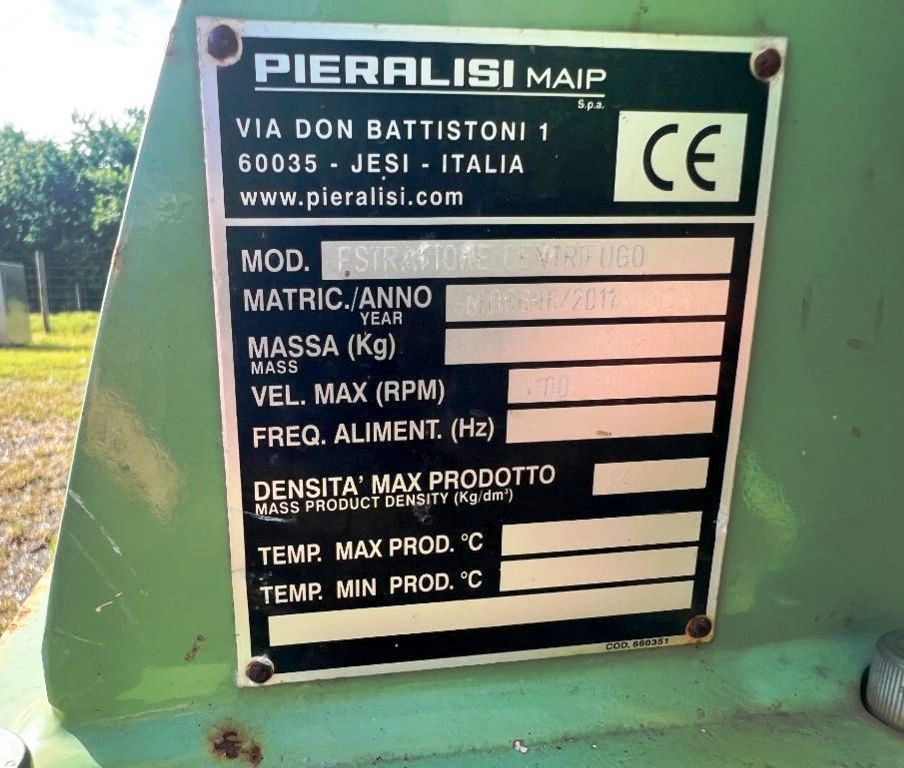 PIERALISI MAIP
S.p.a.
VIA DON BATTISTONI 1
60035 - JESI - ITALIA
www.pieralisi.com
CE
MOD. ESTRATTORE CENTRIFUGO
MATRIC./ANNO
YEAR
MASSA (Kg)
MASS
VEL. MAX (RPM)
FREQ. ALIMENT. (Hz)
DENSITA' MAX PRODOTTO
MASS PRODUCT DENSITY (Kg/dm³)
TEMP. MAX PROD. °C
TEMP. MIN PROD. °C
COD. 660351